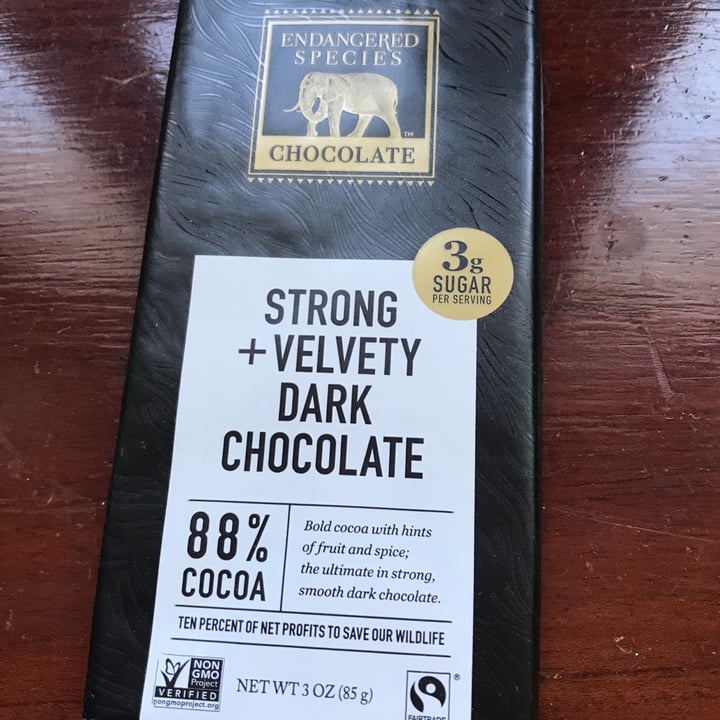 ENDANGERED
SPECIES
™
CHOCOLATE
3g
SUGAR
PER SERVING
STRONG
+ VELVETY
DARK
CHOCOLATE
88%
COCOA
Bold cocoa with hints
of fruit and spice;
the ultimate in strong,
smooth dark chocolate.
TEN PERCENT OF NET PROFITS TO SAVE OUR WILDLIFE
NON
GMO
Project
VERIFIED
nongmoproject.org
NET WT 3 OZ (85 g)
®
FAIRTRADE